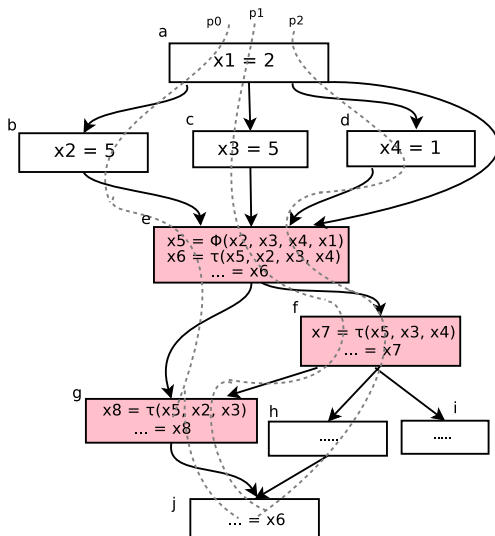 p0 p1 p2
a
x1 = 2
b
c
d
x2 = 5
x3 = 5
x4 = 1
e
x5 = Φ(x2, x3, x4, x1)
x6 = τ(x5, x2, x3, x4)
... = x6
f
x7 = τ(x5, x3, x4)
... = x7
g
x8 = τ(x5, x2, x3)
... = x8
h
.....
i
.....
j
... = x6